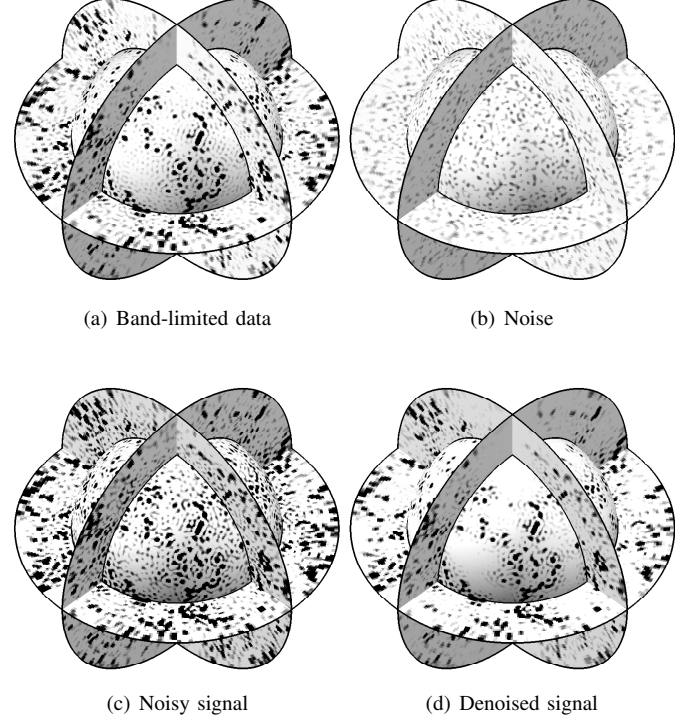 (a) Band-limited data
(b) Noise
(c) Noisy signal
(d) Denoised signal